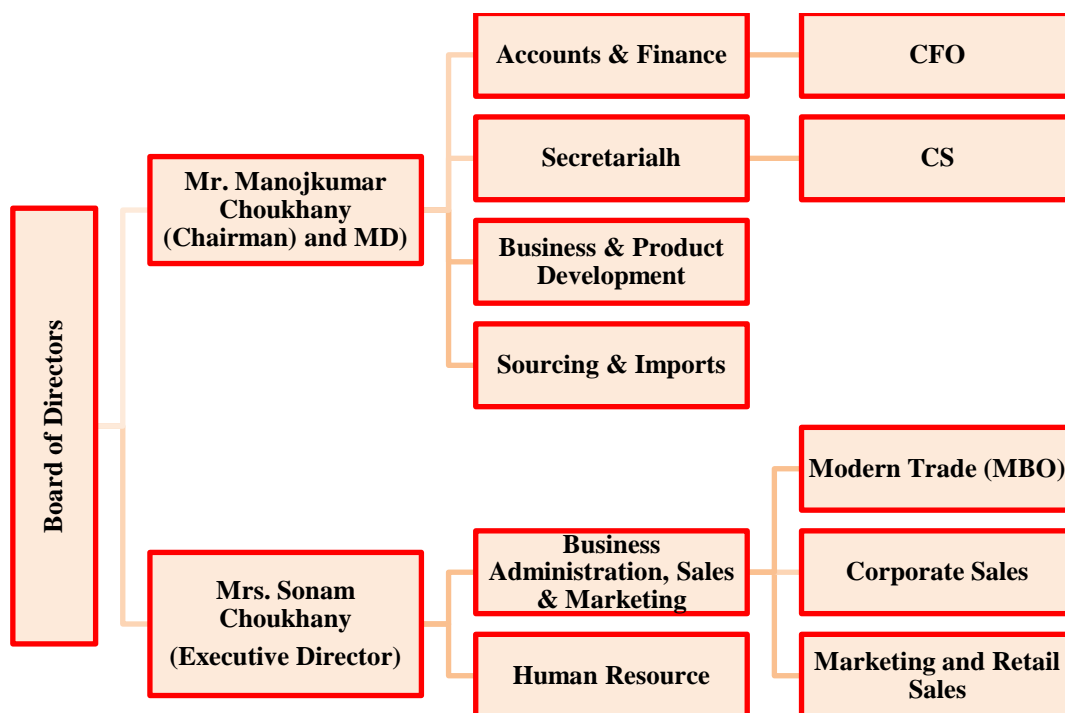 Board of Directors
Mr. Manojkumar
Choukhany
(Chairman) and MD)
Accounts & Finance
CFO
Secretarialh
CS
Business & Product
Development
Sourcing & Imports
Mrs. Sonam
Choukhany
(Executive Director)
Business
Administration, Sales
& Marketing
Modern Trade (MBO)
Corporate Sales
Marketing and Retail
Sales
Human Resource